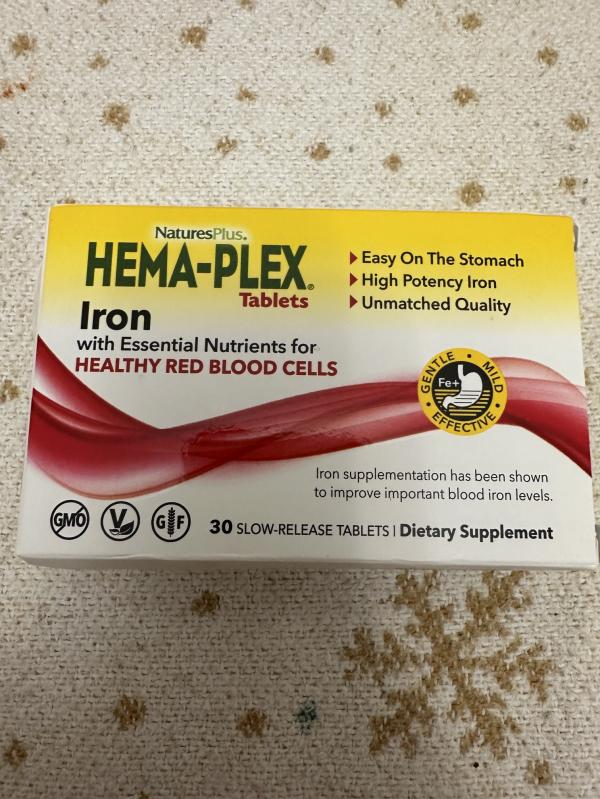 NaturesPlus.
HEMA-PLEX®
Tablets
Iron
with Essential Nutrients for
HEALTHY RED BLOOD CELLS
Easy On The Stomach
High Potency Iron
Unmatched Quality
GENTLE • MILD • EFFECTIVE •
Fe+
Iron supplementation has been shown
to improve important blood iron levels.
GMO
V
G F
30 SLOW-RELEASE TABLETS | Dietary Supplement